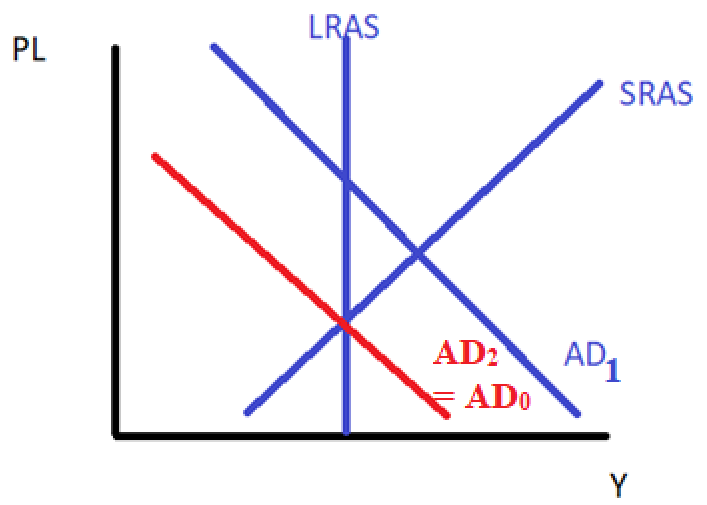 LRAS
PL
SRAS
AD₂
= AD₀
AD₁
Y